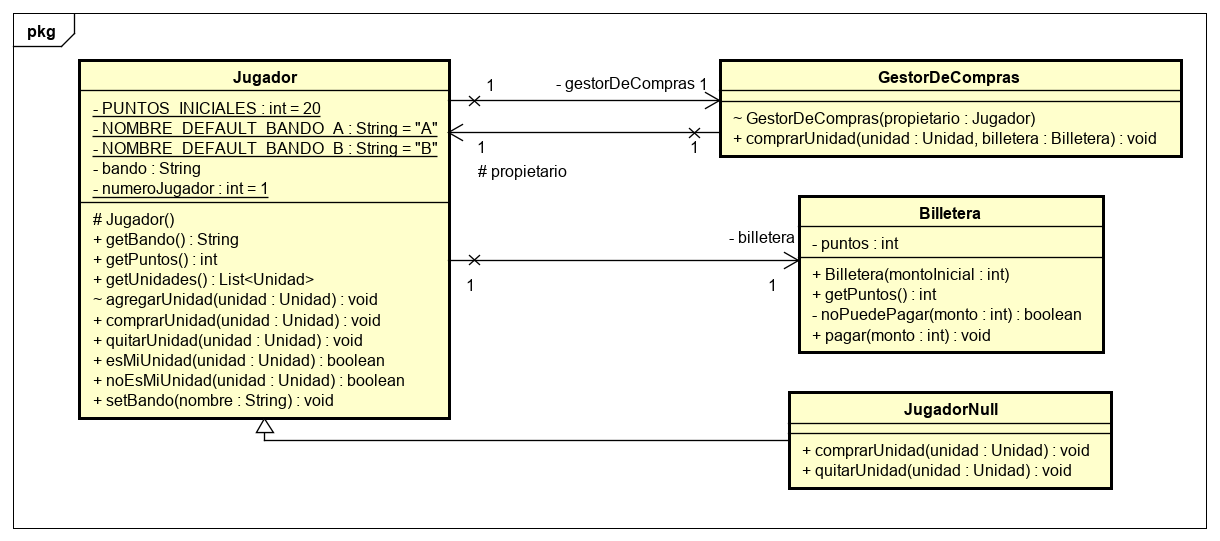 pkg
Jugador
- PUNTOS_INICIALES : int = 20
- NOMBRE_DEFAULT_BANDO_A : String = "A"
- NOMBRE_DEFAULT_BANDO_B : String = "B"
- bando : String
- numeroJugador : int = 1
# Jugador()
+ getBando() : String
+ getPuntos() : int
+ getUnidades() : List<Unidad>
~ agregarUnidad(unidad : Unidad) : void
+ comprarUnidad(unidad : Unidad) : void
+ quitarUnidad(unidad : Unidad) : void
+ esMiUnidad(unidad : Unidad) : boolean
+ noEsMiUnidad(unidad : Unidad) : boolean
+ setBando(nombre : String) : void
1
- gestorDeCompras
1
1
# propietario
1
GestorDeCompras
~ GestorDeCompras(propietario : Jugador)
+ comprarUnidad(unidad : Unidad, billetera : Billetera) : void
- billetera
1
1
Billetera
- puntos : int
+ Billetera(montoInicial : int)
+ getPuntos() : int
- noPuedePagar(monto : int) : boolean
+ pagar(monto : int) : void
JugadorNull
+ comprarUnidad(unidad : Unidad) : void
+ quitarUnidad(unidad : Unidad) : void